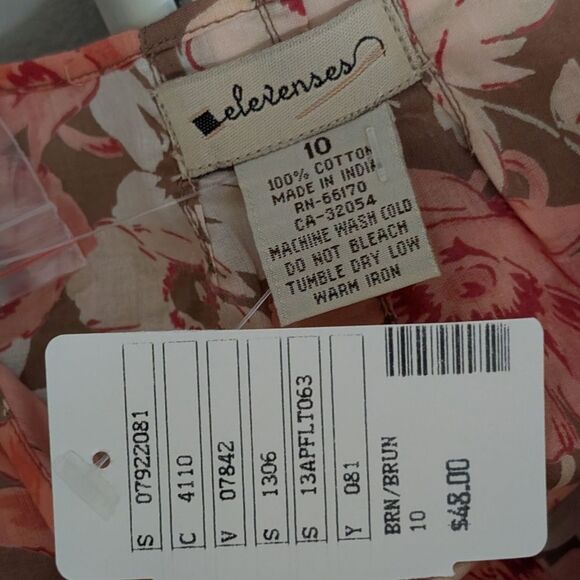 elevenses
10
100% COTTON
MADE IN INDIA
RN-66170
CA-32054
MACHINE WASH COLD
DO NOT BLEACH
TUMBLE DRY LOW
WARM IRON
S 07922081
C 4110
V 07842
S 1306
S 13APFLT063
Y 081
BRN/BRUN
10
$48.00